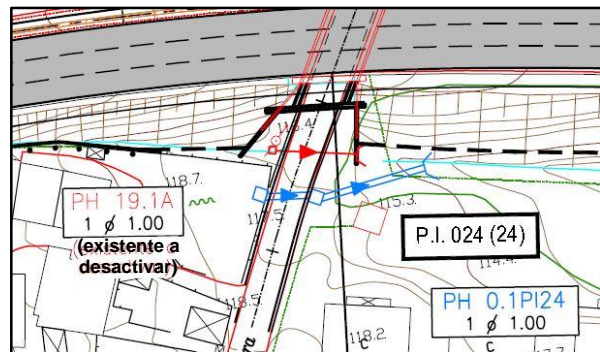 118.4
118.7.
PH 19.1A
1 ø 1.00
(existente a
desactivar)
115.3.
P.I. 024 (24)
114.4
PH 0.1PI24
1 ø 1.00
118.5
118.2
ra
c
c